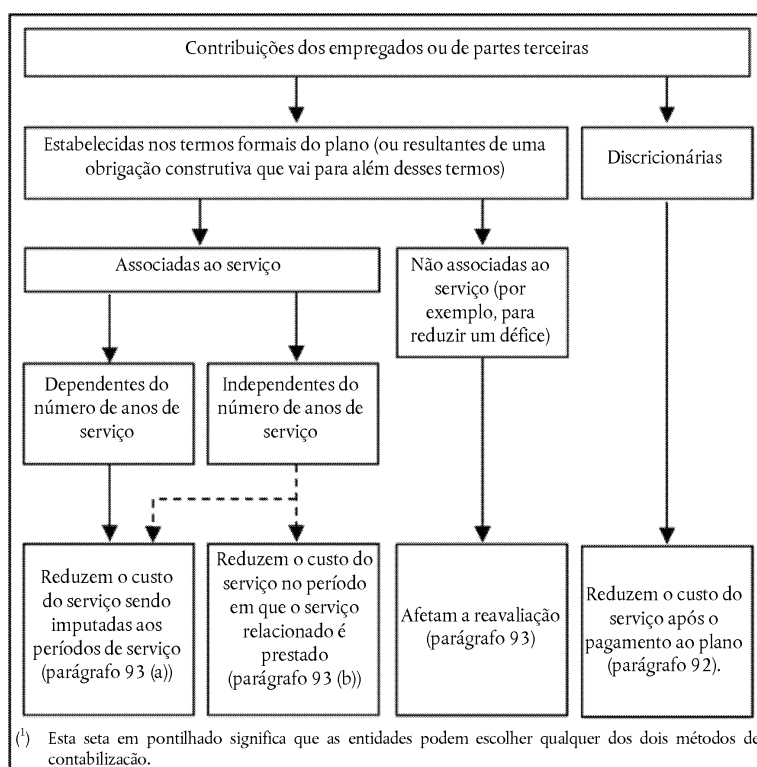 Contribuições dos empregados ou de partes terceiras
Estabelecidas nos termos formais do plano (ou resultantes de uma
obrigação construtiva que vai para além desses termos)
Discricionárias
Associadas ao serviço
Não associadas ao
serviço (por
exemplo, para
reduzir um défice)
Dependentes do
número de anos de
serviço
Independentes do
número de anos de
serviço
Reduzem o custo
do serviço sendo
imputadas aos
períodos de serviço
(parágrafo 93 (a))
Reduzem o custo do
serviço no período
em que o serviço
relacionado é
prestado
(parágrafo 93 (b))
Afetam a reavaliação
(parágrafo 93)
Reduzem o custo do
serviço após o
pagamento ao plano
(parágrafo 92).
(¹) Esta seta em pontilhado significa que as entidades podem escolher qualquer dos dois métodos de
contabilização.